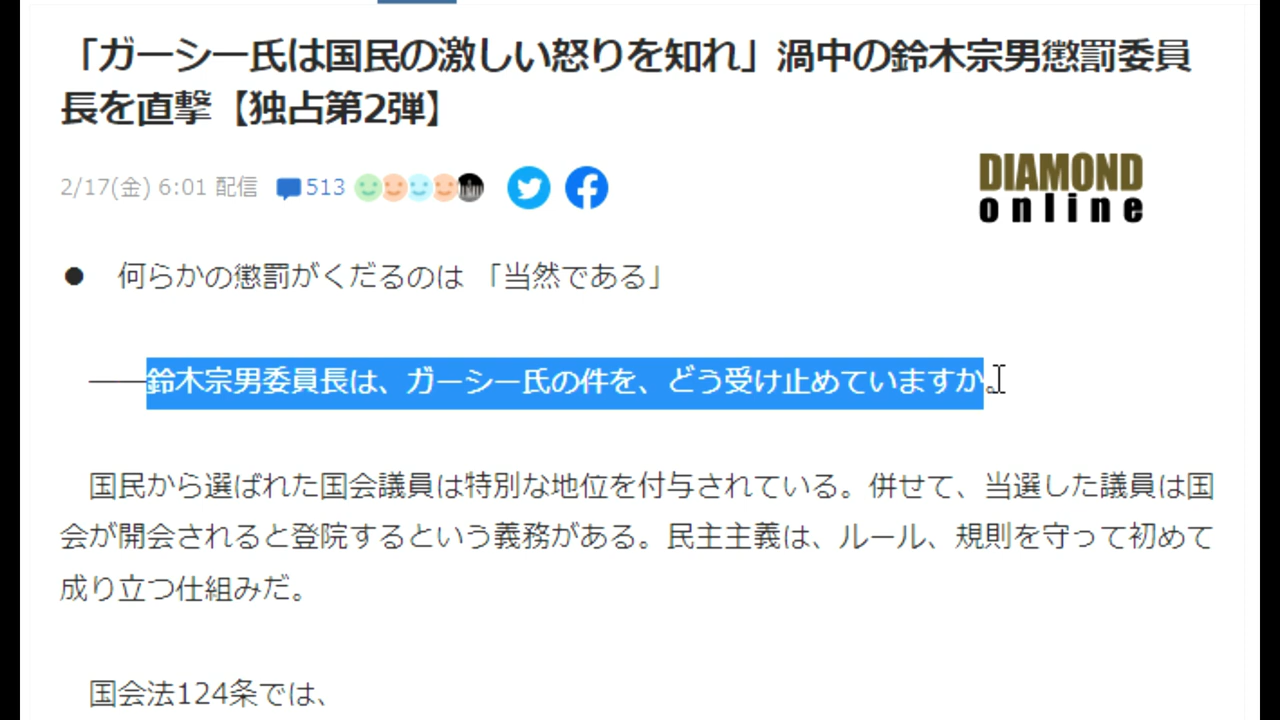 「ガーシー氏は国民の激しい怒りを知れ」渦中の鈴木宗男懲罰委員
長を直撃【独占第2弾】
2/17(金) 6:01 配信 513
DIAMOND
online
● 何らかの懲罰がくだるのは 「当然である」
――鈴木宗男委員長は、ガーシー氏の件を、どう受け止めていますか。
国民から選ばれた国会議員は特別な地位を付与されている。併せて、当選した議員は国
会が開会されると登院するという義務がある。民主主義は、ルール、規則を守って初めて
成り立つ仕組みだ。
国会法124条では、